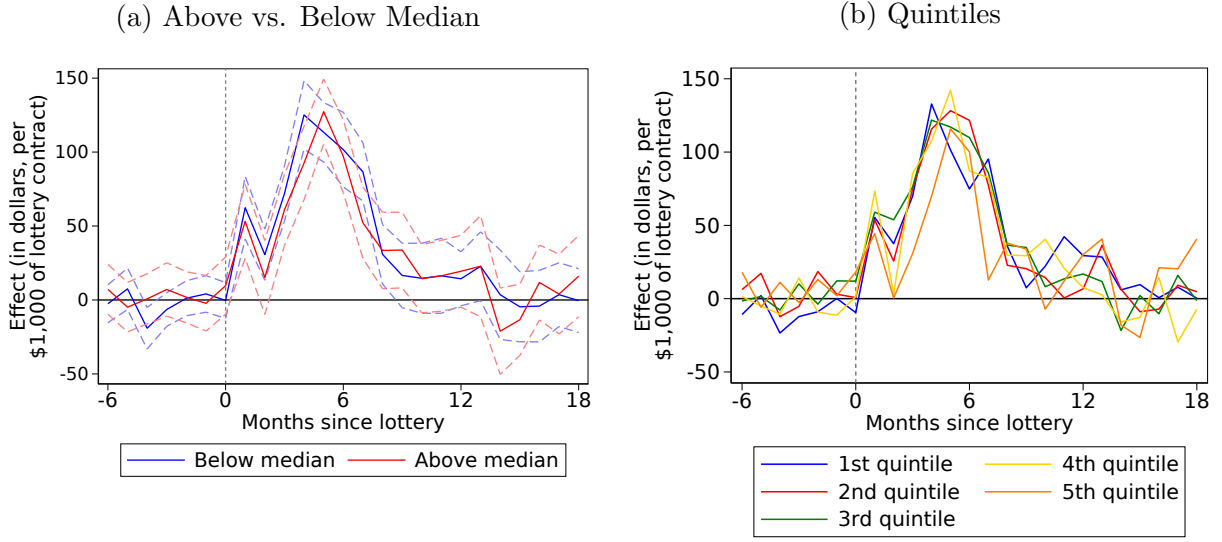 (a) Above vs. Below Median
Effect (in dollars, per
$1,000 of lottery contract)
150
100
50
0
-50
-6
0
6
12
18
Months since lottery
Below median
Above median
(b) Quintiles
Effect (in dollars, per
$1,000 of lottery contract)
150
100
50
0
-50
-6
0
6
12
18
Months since lottery
1st quintile
4th quintile
2nd quintile
5th quintile
3rd quintile